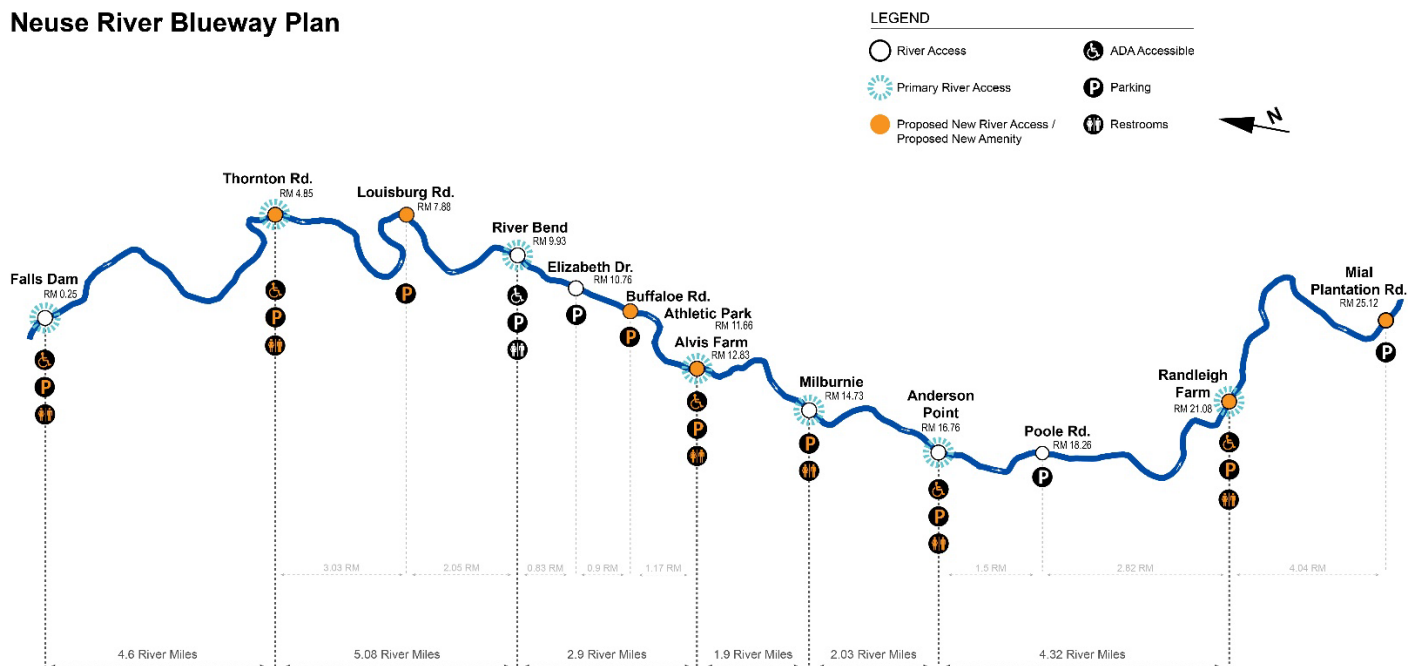 Neuse River Blueway Plan
LEGEND
River Access
Primary River Access
Proposed New River Access /
Proposed New Amenity
ADA Accessible
P Parking
Restrooms
N
Falls Dam
RM 0.25
P
Thornton Rd.
RM 4.85
P
Louisburg Rd.
RM 7.88
P
River Bend
RM 9.93
P
Elizabeth Dr.
RM 10.76
P
Buffaloe Rd.
Athletic Park
RM 11.66
P
Alvis Farm
RM 12.83
P
Milburnie
RM 14.73
P
Anderson
Point
RM 16.76
P
Poole Rd.
RM 18.26
P
Randleigh
Farm
RM 21.08
P
Mial
Plantation Rd.
RM 25.12
P
3.03 RM
2.05 RM
0.83 RM
0.9 RM
1.17 RM
1.5 RM
2.82 RM
4.04 RM
4.6 River Miles
5.08 River Miles
2.9 River Miles
1.9 River Miles
2.03 River Miles
4.32 River Miles